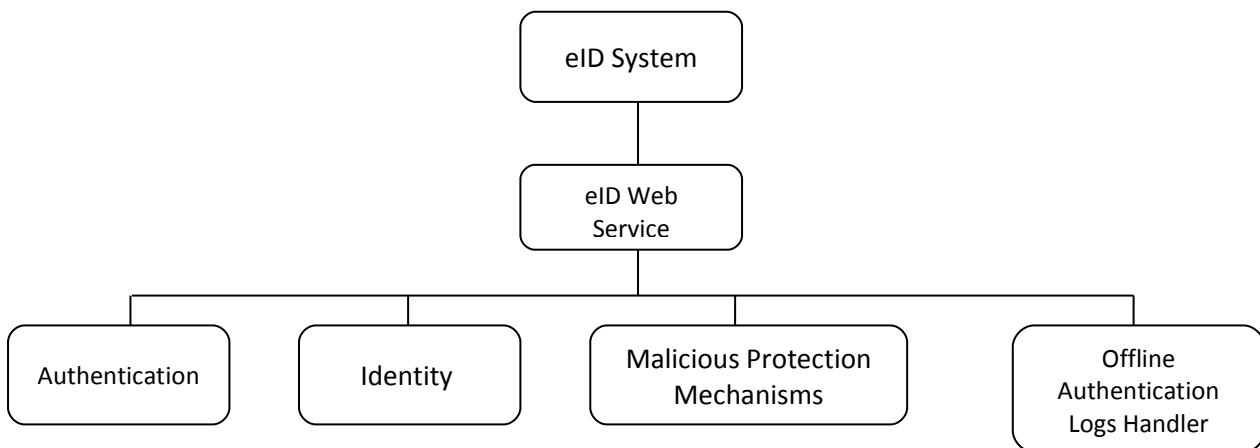 eID System
eID Web
Service
Authentication
Identity
Malicious Protection
Mechanisms
Offline
Authentication
Logs Handler